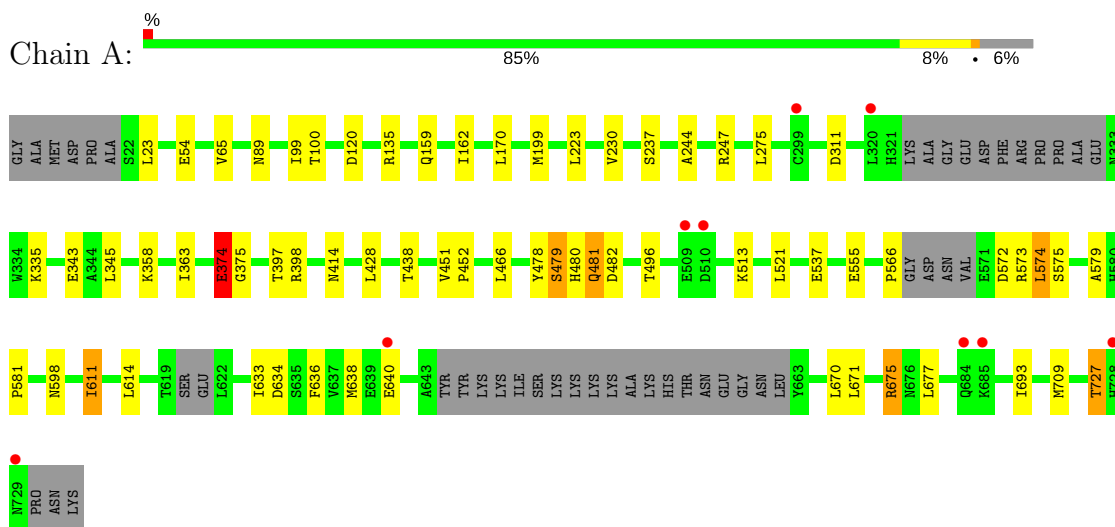 %
Chain A:
85% 8% • 6%
GLY ALA MET ASP PRO ALA S22 L23 E54 V65 N89 I99 T100 D120 R135 Q159 I162 L170 M199 L223 V230 S237 A244 R247 L275 C299 D311 L320 H321 LYS ALA GLY GLU ASP PHE ARG PRO PRO ALA GLU N333
W334 K335 E343 A344 L345 K358 I363 E374 G375 T397 R398 N414 L428 T438 V451 P452 L466 Y478 S479 H480 Q481 D482 T496 E509 D510 K513 L521 E537 E555 P566 GLY ASP ASN VAL E571 D572 R573 L574 S575 A579 H580
P581 N598 I611 L614 T619 SER GLU L622 I633 D634 S635 F636 V637 M638 E639 E640 A643 TYR TYR LYS LYS ILE SER LYS LYS LYS LYS ALA LYS HIS THR ASN GLU GLY ASN LEU Y663 L670 L671 R675 N676 L677 Q684 K685 I693 M709 T727 H728
N729 PRO ASN LYS